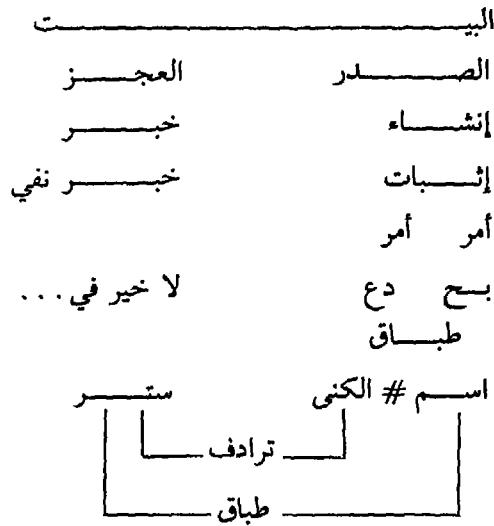 البيت
الصدر العجز
إنشاء خبر
إثبات خبر نفي
أمر أمر
بح دع لا خير في...
طباق
اسم # الكنى ستر
ترادف
طباق